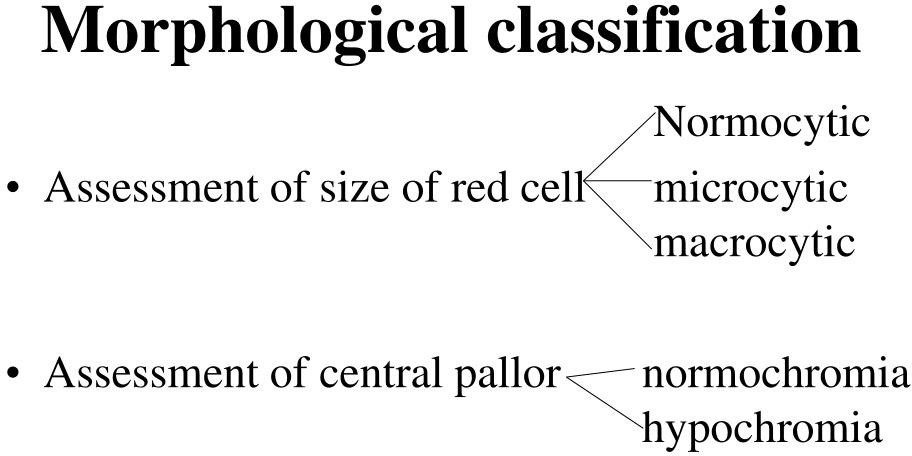 Morphological classification
Normocytic
• Assessment of size of red cell microcytic
macrocytic
• Assessment of central pallor normochromia
hypochromia